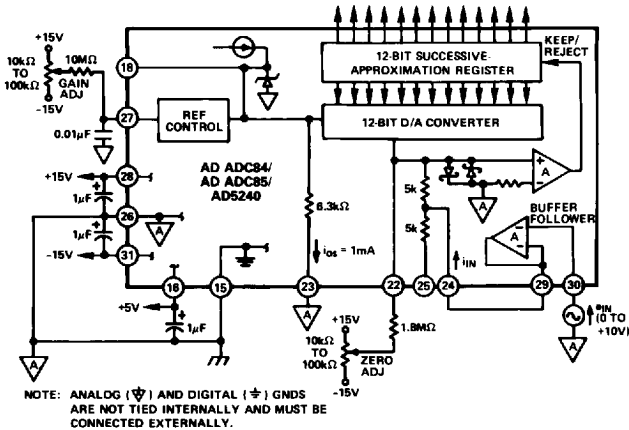 +15V
10kΩ
TO
100kΩ
-15V
10MΩ
GAIN
ADJ
0.01μF
18
27
REF
CONTROL
12-BIT SUCCESSIVE-
APPROXIMATION REGISTER
KEEP/
REJECT
12-BIT D/A CONVERTER
AD ADC84/
AD ADC85/
AD5240
+15V
28
1μF
26
A
1μF
-15V
31
6.3kΩ
iOS = 1mA
5k
5k
A
+
-
A
BUFFER
FOLLOWER
A
-
-
iIN
16
15
23
22
25
24
29
30
+5V
1μF
A
A
+15V
10kΩ
TO
100kΩ
-15V
1.8MΩ
ZERO
ADJ
eIN
(0 TO
+10V)
A
NOTE: ANALOG (A) AND DIGITAL (⏚) GNDS
ARE NOT TIED INTERNALLY AND MUST BE
CONNECTED EXTERNALLY.